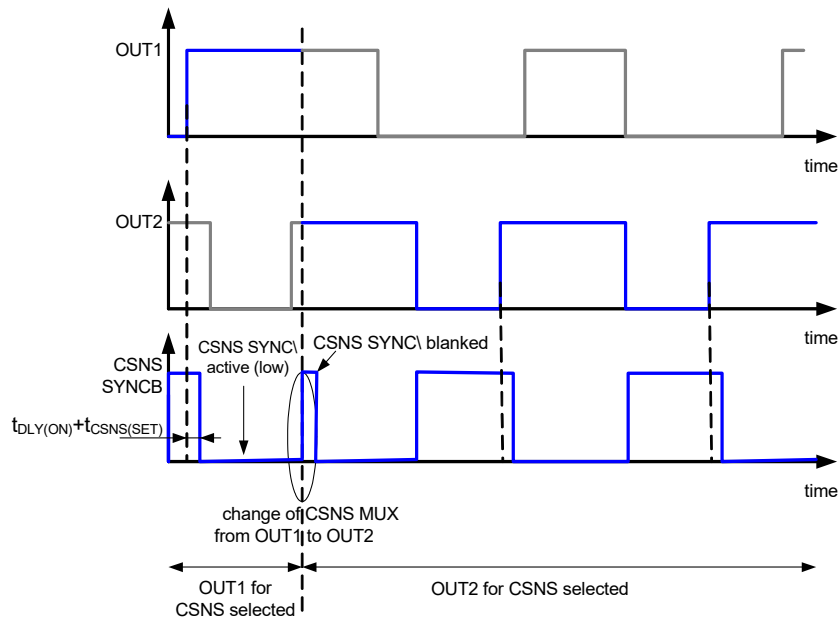 OUT1
time
OUT2
time
CSNS
SYNCB
CSNS SYNC\
active (low)
CSNS SYNC\ blanked
tDLY(ON)+tCSNS(SET)
time
change of CSNS MUX
from OUT1 to OUT2
OUT1 for
CSNS selected
OUT2 for CSNS selected